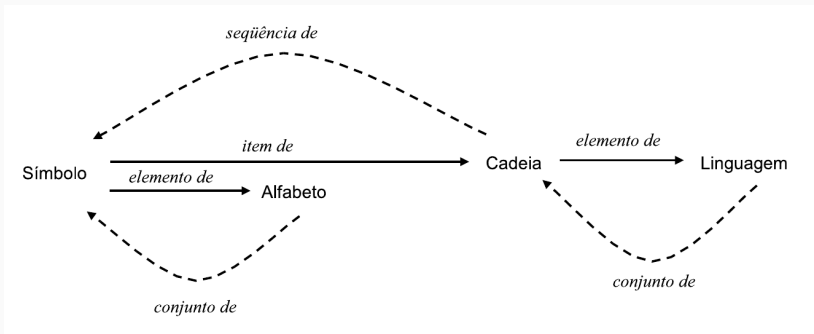 seqüência de
item de
elemento de
Símbolo
Cadeia
Linguagem
elemento de
Alfabeto
conjunto de
conjunto de